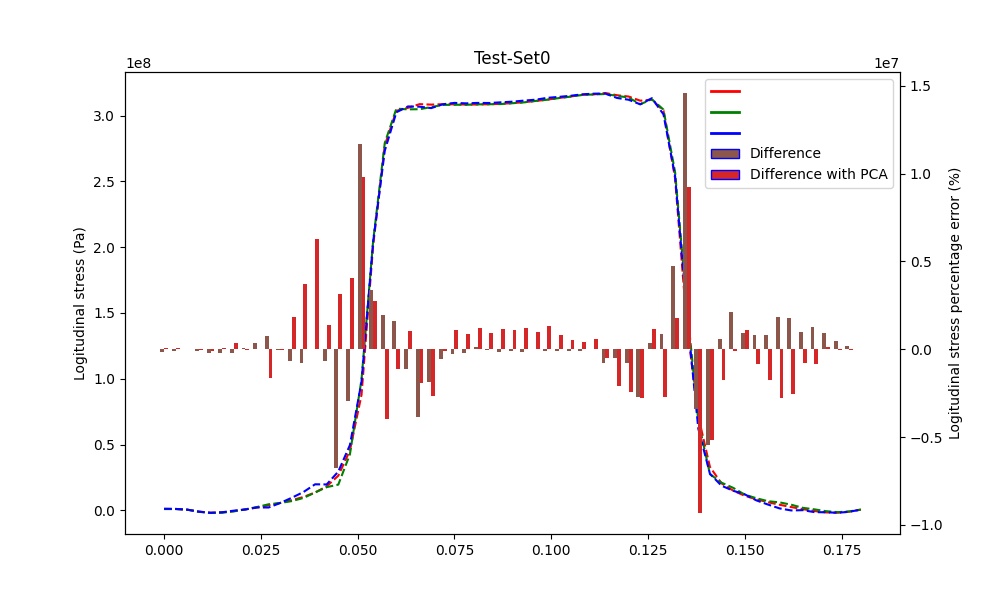 Test-Set0
1e8
1e7
Longitudinal stress (Pa)
3.0
2.5
2.0
1.5
1.0
0.5
0.0
Difference
Difference with PCA
1.5
1.0
0.5
0.0
−0.5
−1.0
Longitudinal stress percentage error (%)
0.000 0.025 0.050 0.075 0.100 0.125 0.150 0.175